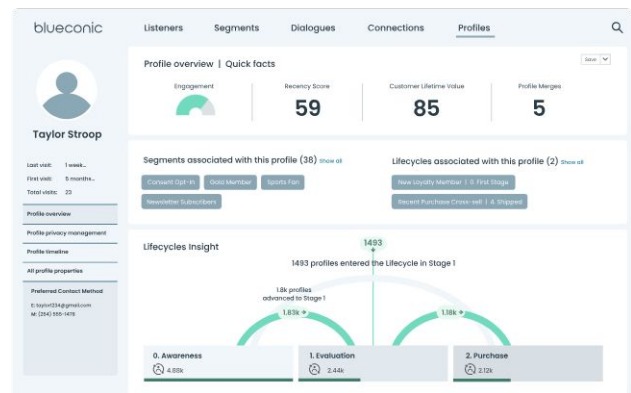 blueconic
Listeners
Segments
Dialogues
Connections
Profiles
Taylor Stroop
Last visit: 1 week...
First visit: 5 months...
Total visits: 23
Profile overview
Profile privacy management
Profile timeline
All profile properties
Preferred Contact Method
E: taylor1234@gmail.com
M: (254) 555-1478
Profile overview | Quick facts
Save
Engagement
Recency Score
59
Customer Lifetime Value
85
Profile Merges
5
Segments associated with this profile (38) Show all
Consent Opt-in
Gold Member
Sports Fan
Newsletter Subscribers
Lifecycles associated with this profile (2) Show all
New Loyalty Member | 0. First Stage
Recent Purchase Cross-sell | 4. Shipped
Lifecycles Insight
1493
1493 profiles entered the Lifecycle in Stage 1
1.8k profiles
advanced to Stage 1
1.83k →
1.18k →
0. Awareness
4.88k
1. Evaluation
2.44k
2. Purchase
2.12k